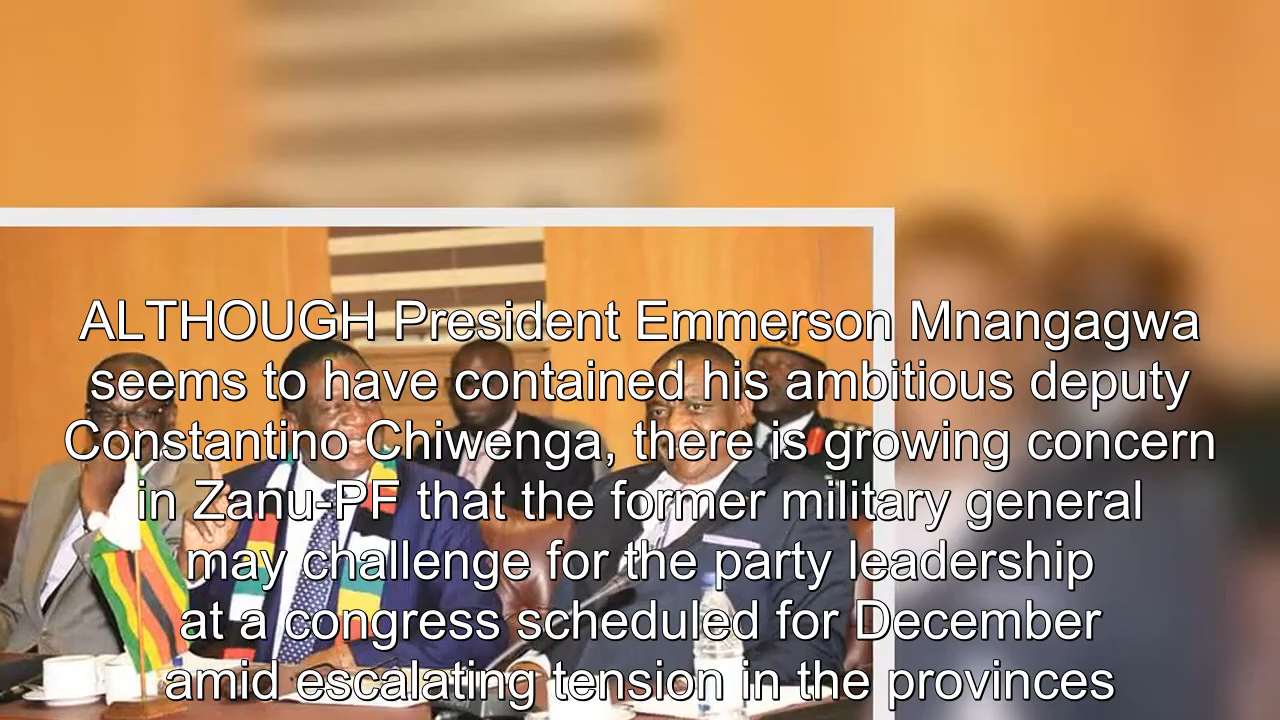 ALTHOUGH President Emmerson Mnangagwa
seems to have contained his ambitious deputy
Constantino Chiwenga, there is growing concern
in Zanu-PF that the former military general
may challenge for the party leadership
at a congress scheduled for December
amid escalating tension in the provinces